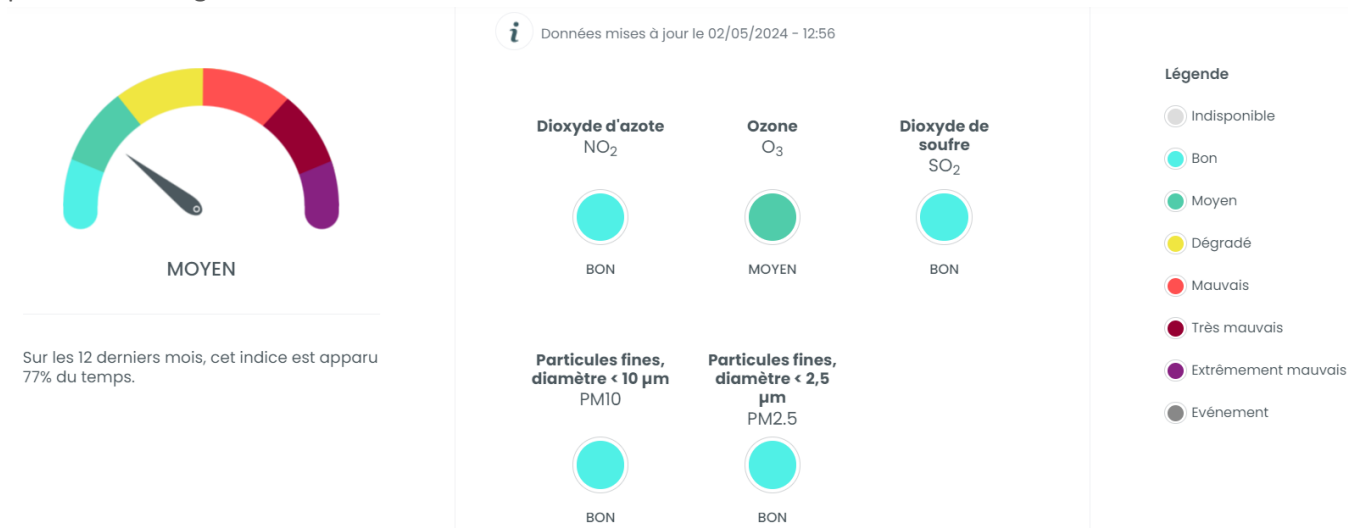 Données mises à jour le 02/05/2024 - 12:56
MOYEN
Sur les 12 derniers mois, cet indice est apparu
77% du temps.
Dioxyde d'azote
NO₂
BON
Ozone
O₃
MOYEN
Dioxyde de
soufre
SO₂
BON
Particules fines,
diamètre < 10 µm
PM10
BON
Particules fines,
diamètre < 2,5
µm
PM2.5
BON
Légende
Indisponible
Bon
Moyen
Dégradé
Mauvais
Très mauvais
Extrêmement mauvais
Evénement